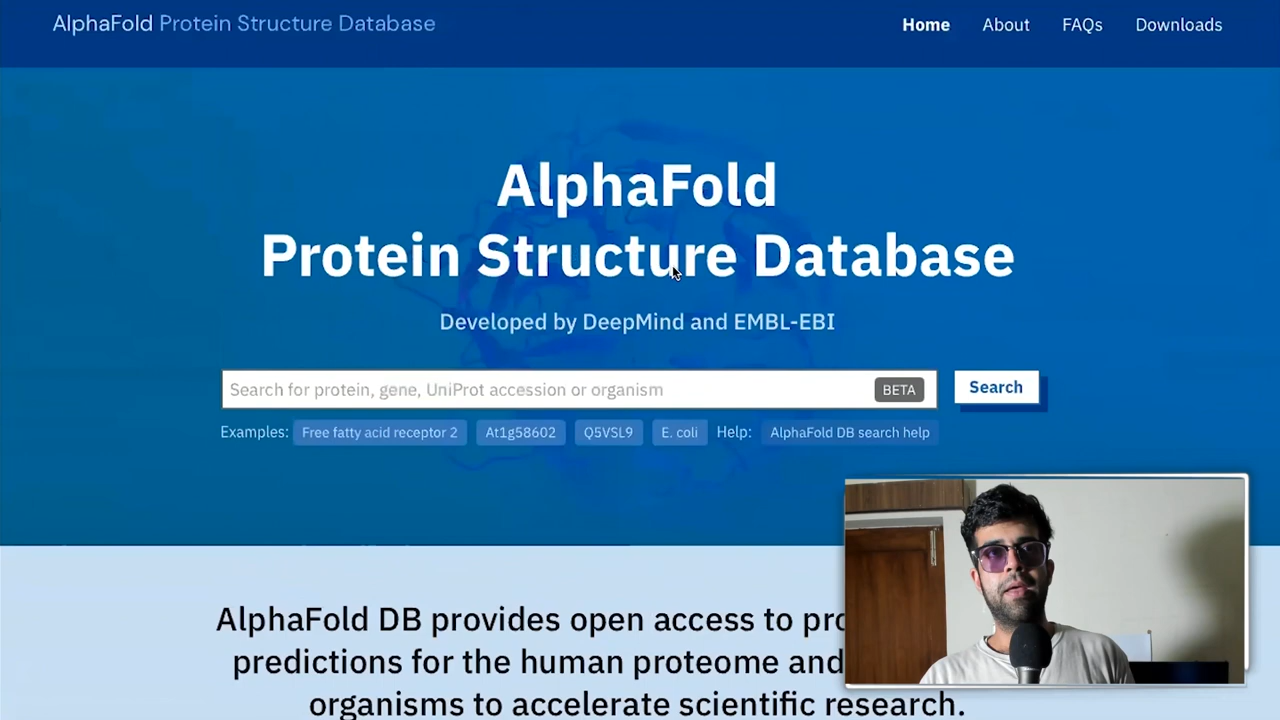 AlphaFold Protein Structure Database
Home About FAQs Downloads
AlphaFold
Protein Structure Database
Developed by DeepMind and EMBL-EBI
Search for protein, gene, UniProt accession or organism BETA Search
Examples: Free fatty acid receptor 2 At1g58602 Q5VSL9 E. coli Help: AlphaFold DB search help
AlphaFold DB provides open access to
predictions for the human proteome and
organisms to accelerate scientific research.